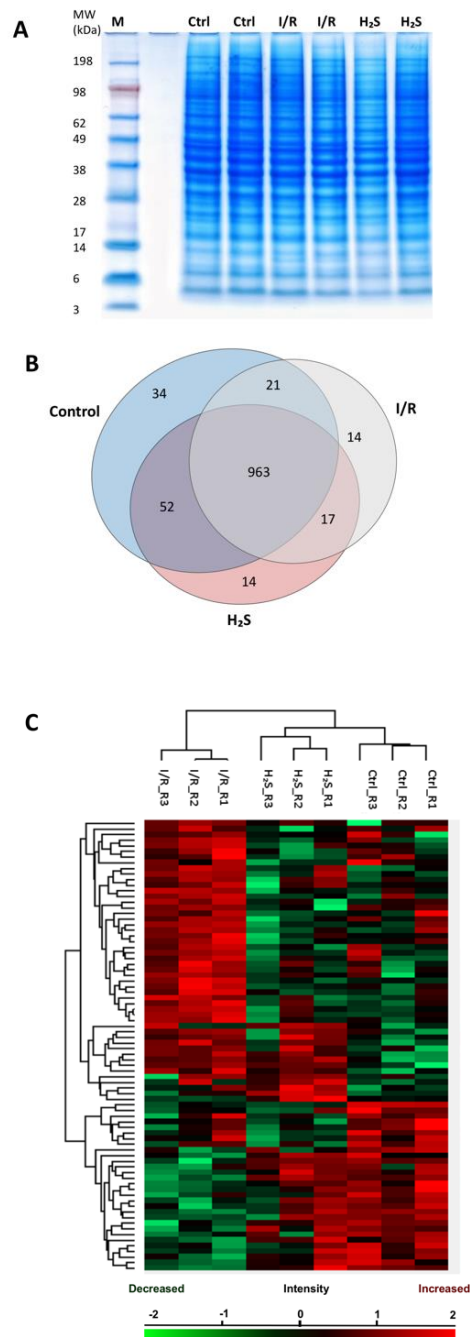 A
MW
(kDa)
M
Ctrl
Ctrl
I/R
I/R
H₂S
H₂S
198
98
62
49
38
28
17
14
6
3
B
Control
34
21
I/R
14
963
52
17
14
H₂S
C
I/R_R3
I/R_R2
I/R_R1
H₂S_R3
H₂S_R2
H₂S_R1
Ctrl_R3
Ctrl_R2
Ctrl_R1
Decreased
Intensity
Increased
-2
-1
0
1
2